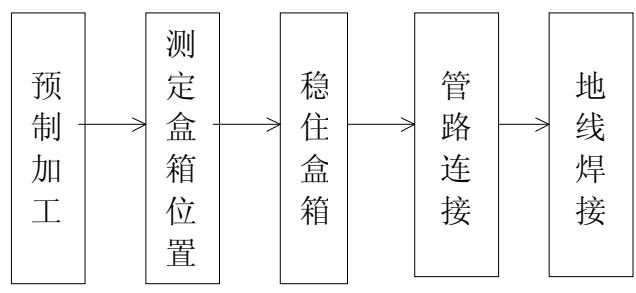 预制加工
测定盒箱位置
稳住盒箱
管路连接
地线焊接